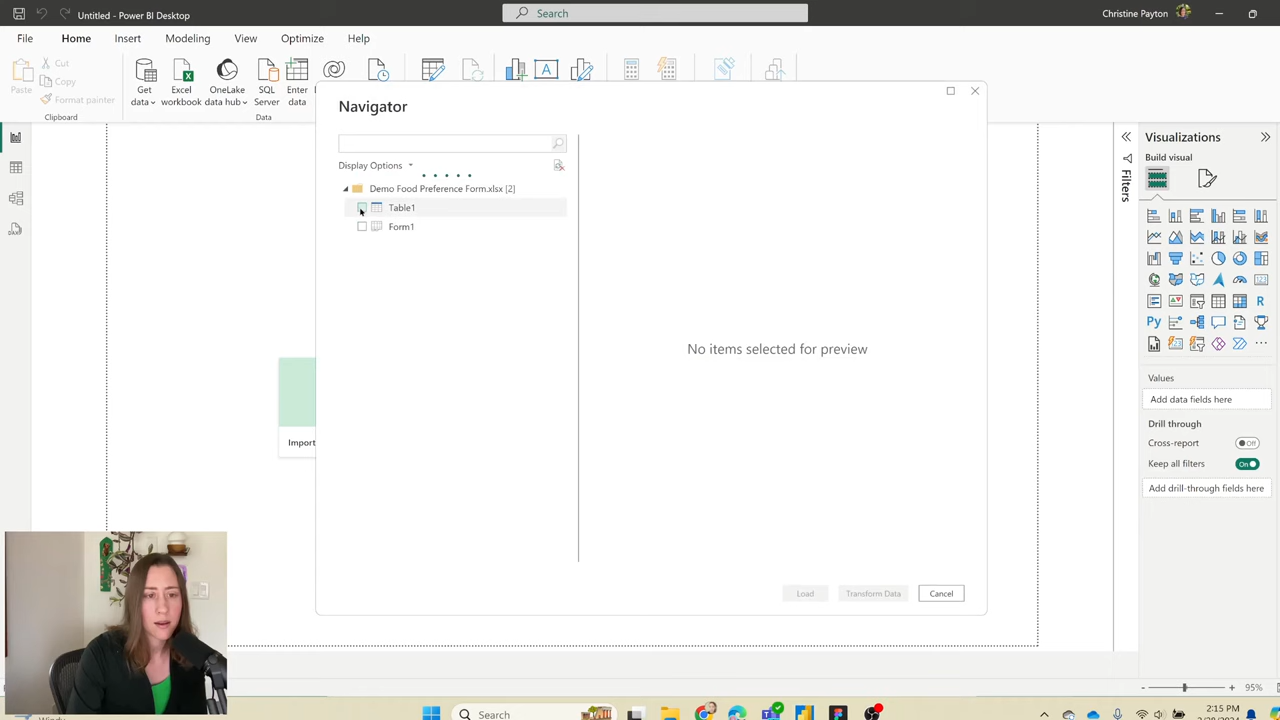 Untitled - Power BI Desktop
Search
Christine Payton
File
Home
Insert
Modeling
View
Optimize
Help
Paste
Cut
Copy
Format painter
Clipboard
Get
data
Excel
workbook
OneLake
data hub
SQL
Server
Enter
data
Data
Navigator
Display Options
Demo Food Preference Form.xlsx [2]
Table1
Form1
No items selected for preview
Load
Transform Data
Cancel
Import
Filters
Visualizations
Build visual
R
Py
Values
Add data fields here
Drill through
Cross-report
Off
Keep all filters
On
Add drill-through fields here
95%
Windy
Search
2:15 PM